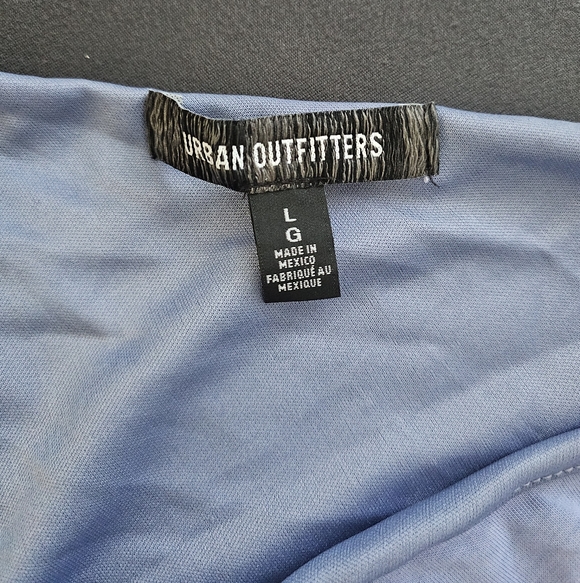 URBAN OUTFITTERS
L
G
MADE IN
MEXICO
FABRIQUÉ AU
MEXIQUE